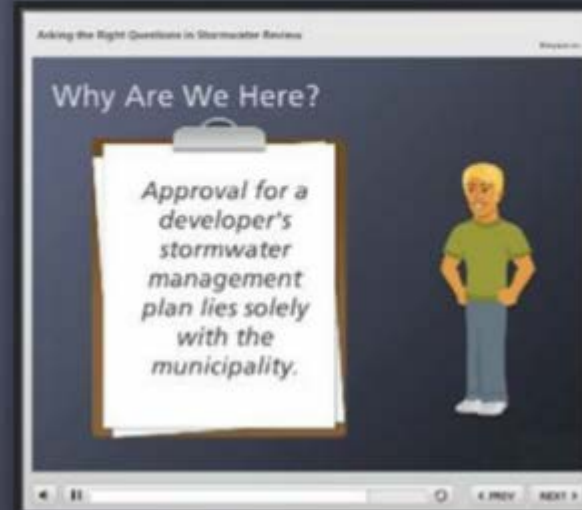 Asking the Right Questions in Stormwater Review
Why Are We Here?
Approval for a
developer's
stormwater
management
plan lies solely
with the
municipality.
< PREV NEXT >